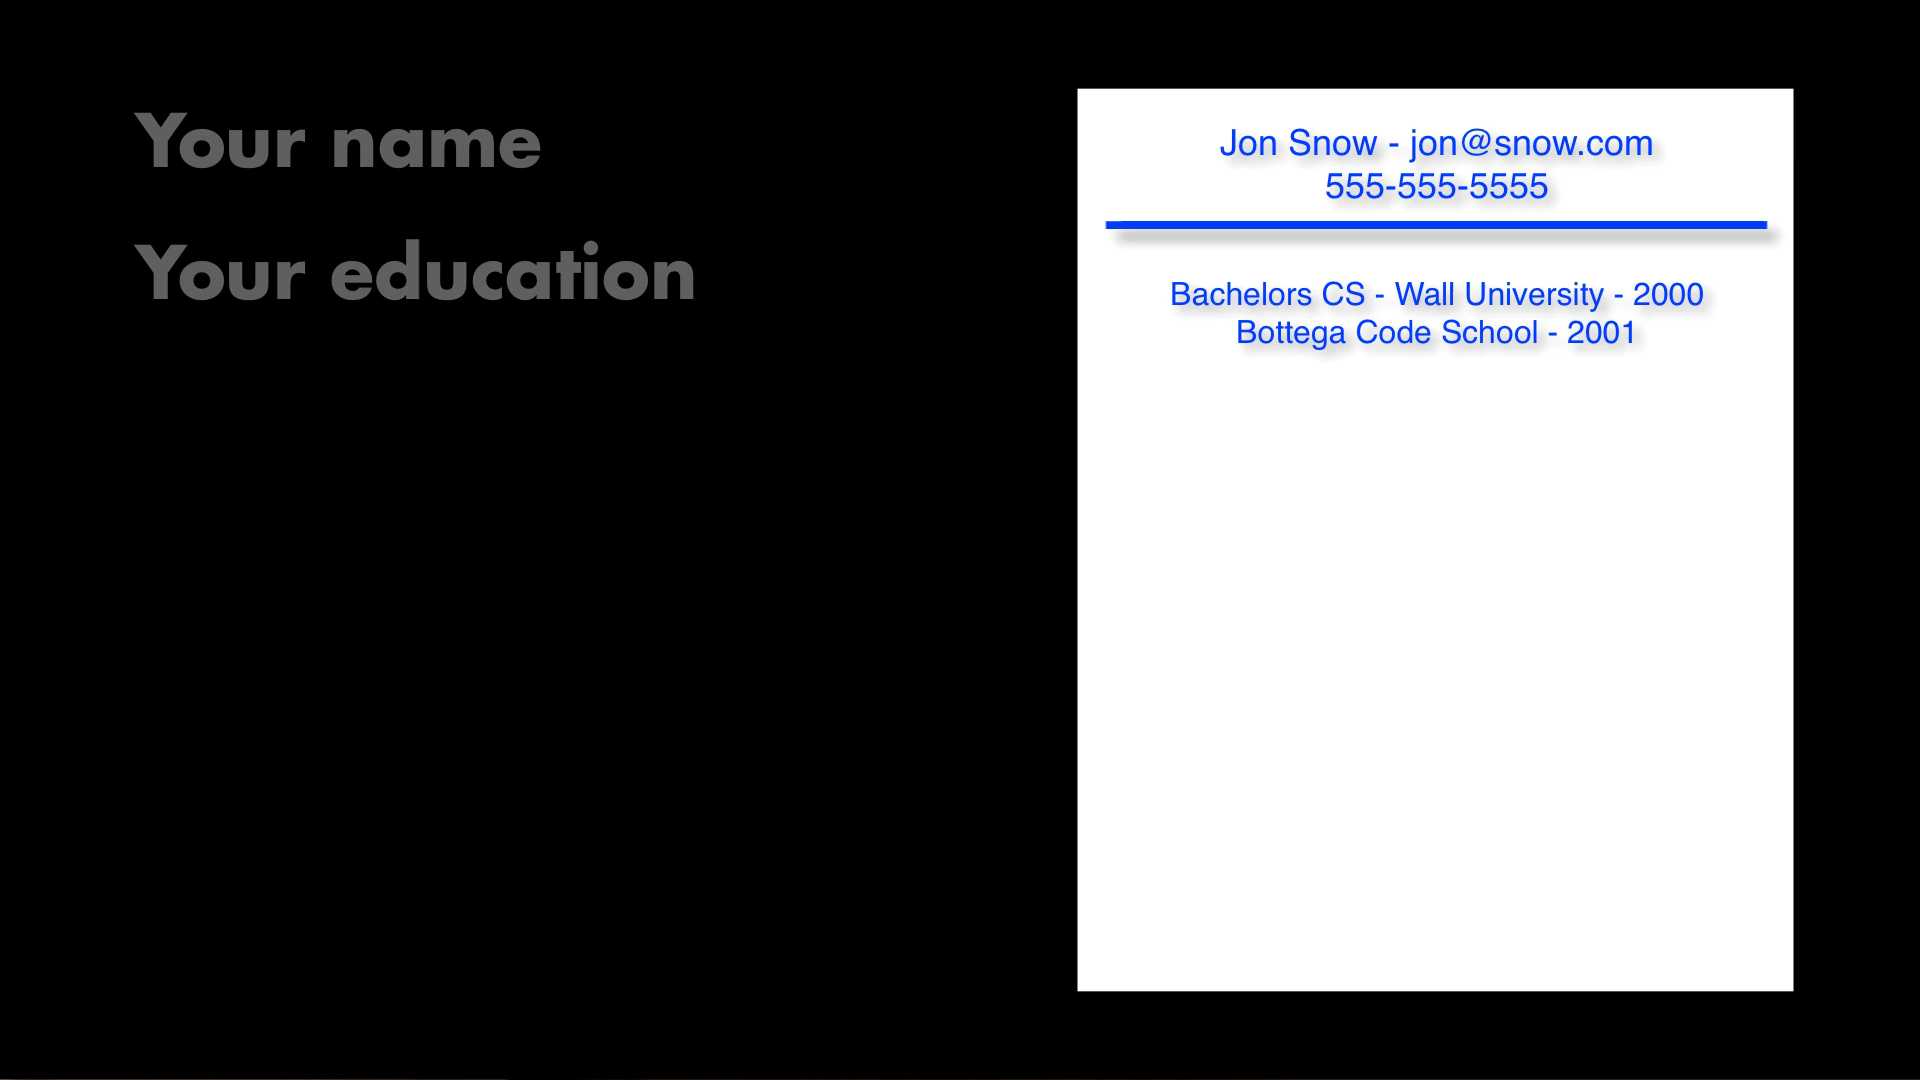 Your name
Your education
Jon Snow - jon@snow.com
555-555-5555
Bachelors CS - Wall University - 2000
Bottega Code School - 2001